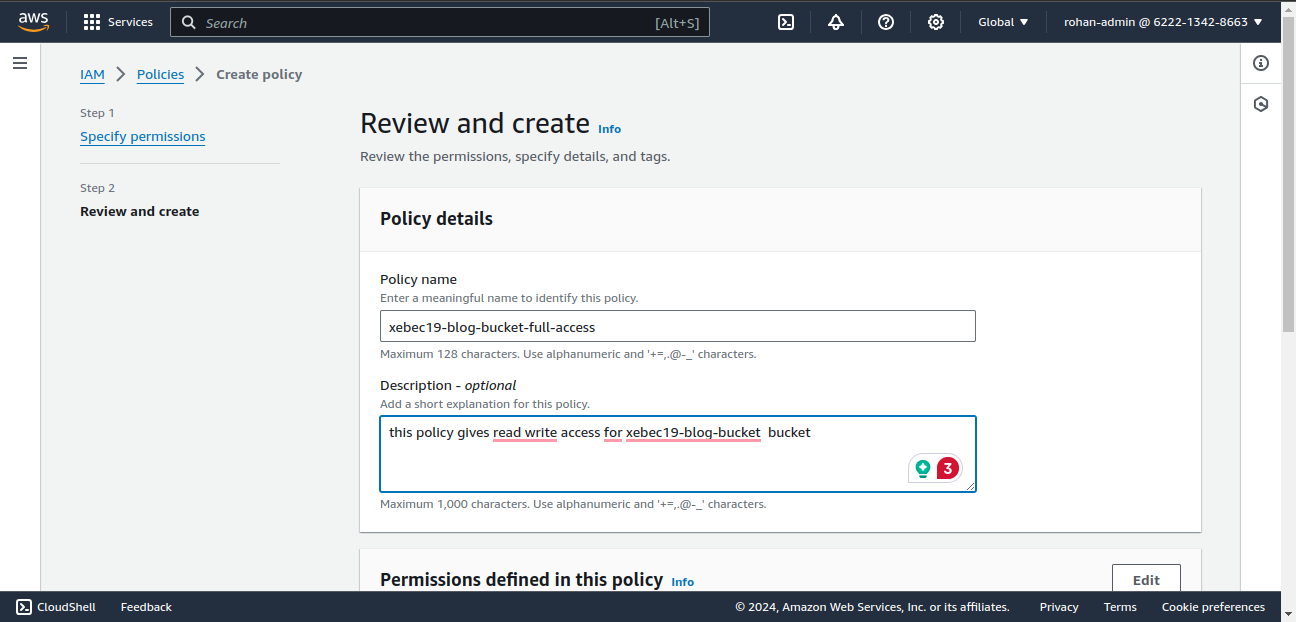 aws Services Search [Alt+S] Global rohan-admin @ 6222-1342-8663
IAM Policies Create policy
Step 1
Specify permissions
Step 2
Review and create
Review and create Info
Review the permissions, specify details, and tags.
Policy details
Policy name
Enter a meaningful name to identify this policy.
xebec19-blog-bucket-full-access
Maximum 128 characters. Use alphanumeric and '+=,.@-_' characters.
Description - optional
Add a short explanation for this policy.
this policy gives read write access for xebec19-blog-bucket  bucket
3
Maximum 1,000 characters. Use alphanumeric and '+=,.@-_' characters.
Permissions defined in this policy Info Edit
CloudShell Feedback © 2024, Amazon Web Services, Inc. or its affiliates. Privacy Terms Cookie preferences